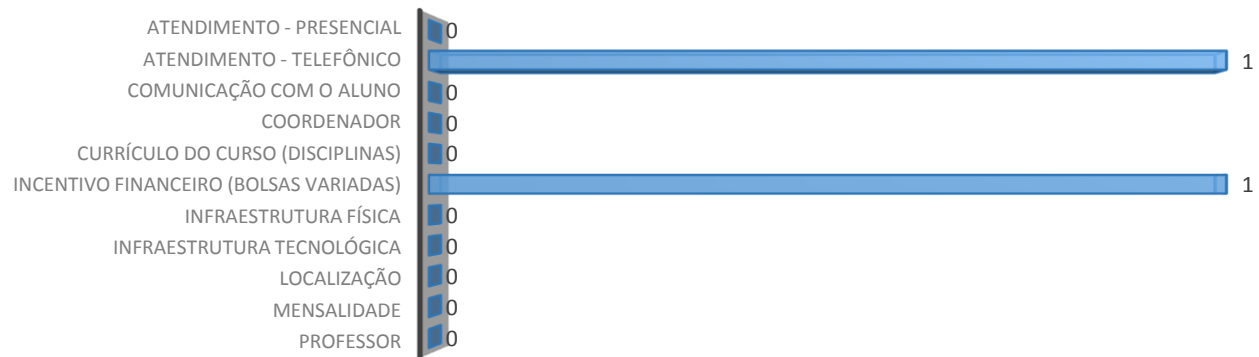 ATENDIMENTO - PRESENCIAL 0
ATENDIMENTO - TELEFÔNICO 1
COMUNICAÇÃO COM O ALUNO 0
COORDENADOR 0
CURRÍCULO DO CURSO (DISCIPLINAS) 0
INCENTIVO FINANCEIRO (BOLSAS VARIADAS) 1
INFRAESTRUTURA FÍSICA 0
INFRAESTRUTURA TECNOLÓGICA 0
LOCALIZAÇÃO 0
MENSALIDADE 0
PROFESSOR 0